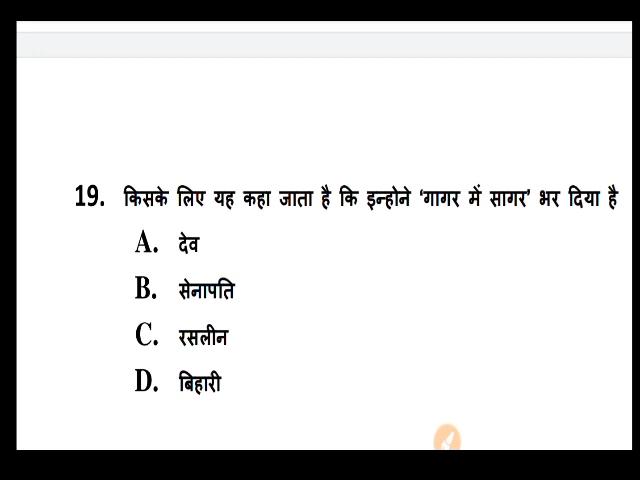 19. किसके लिए यह कहा जाता है कि इन्होने ‘गागर में सागर’ भर दिया है
A. देव
B. सेनापति
C. रसलीन
D. बिहारी